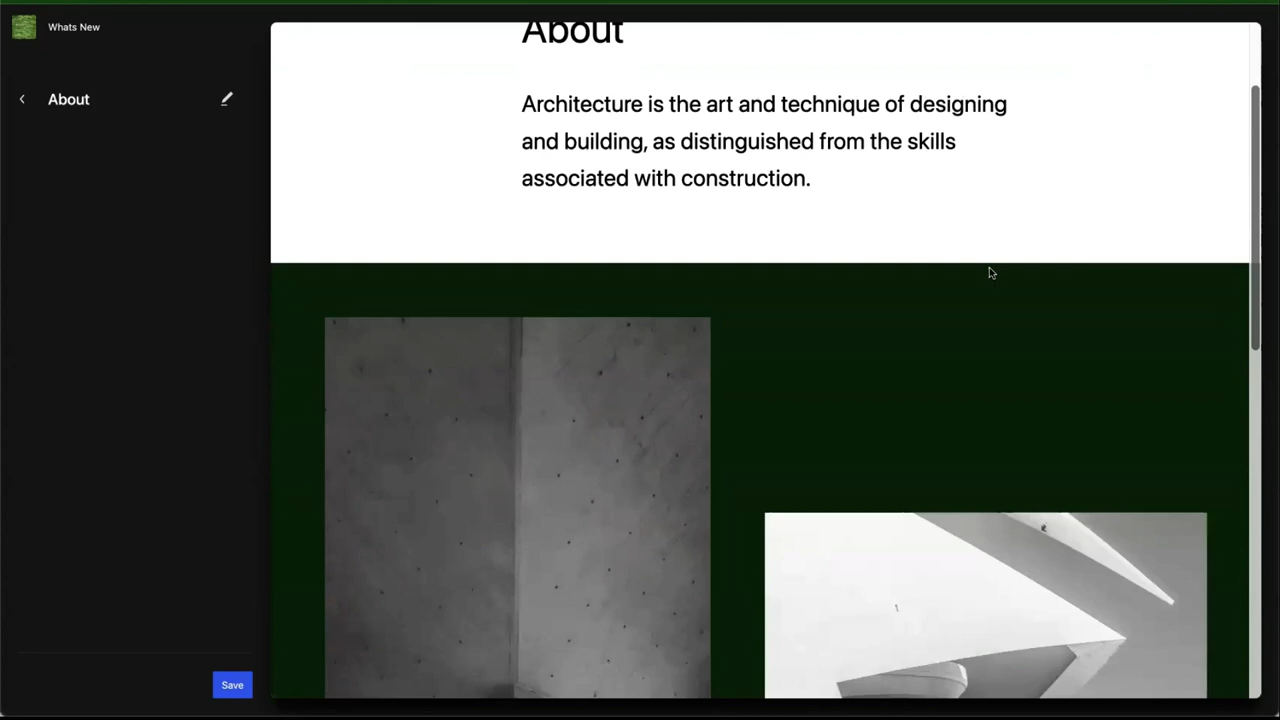 Whats New
About
Save
About
Architecture is the art and technique of designing
and building, as distinguished from the skills
associated with construction.